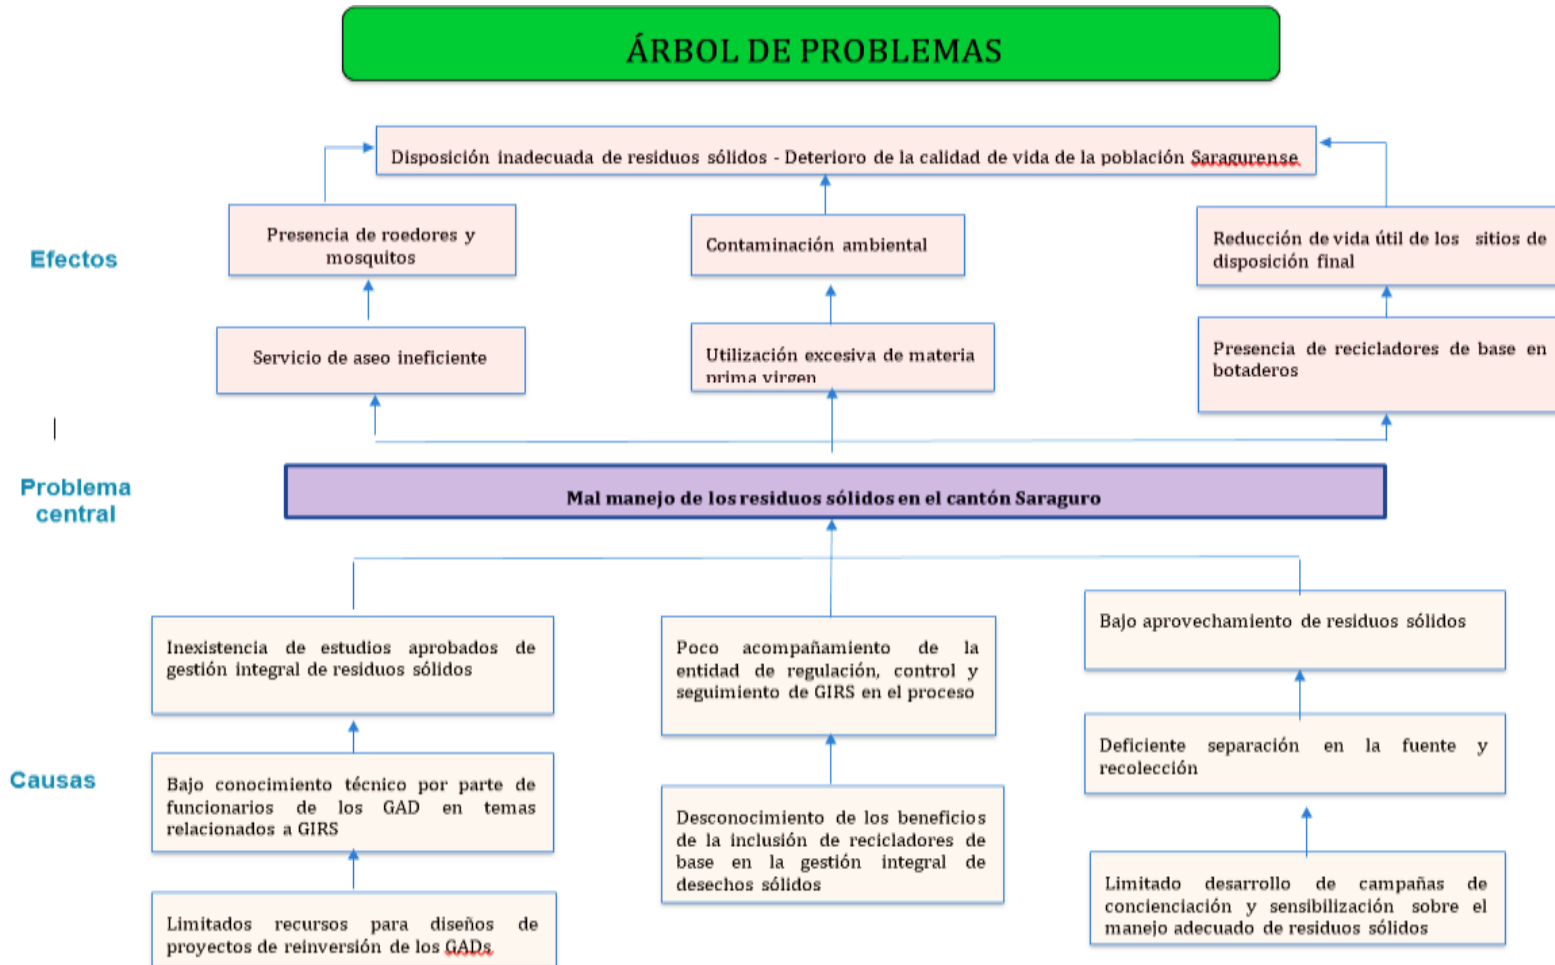 ÁRBOL DE PROBLEMAS
Disposición inadecuada de residuos sólidos - Deterioro de la calidad de vida de la población Saragurense
Efectos
Presencia de roedores y
mosquitos
Contaminación ambiental
Reducción de vida útil de los sitios de
disposición final
Servicio de aseo ineficiente
Utilización excesiva de materia
prima virgen
Presencia de recicladores de base en
botaderos
Problema
central
Mal manejo de los residuos sólidos en el cantón Saraguro
Causas
Inexistencia de estudios aprobados de
gestión integral de residuos sólidos
Poco acompañamiento de la
entidad de regulación, control y
seguimiento de GIRS en el proceso
Bajo aprovechamiento de residuos sólidos
Bajo conocimiento técnico por parte de
funcionarios de los GAD en temas
relacionados a GIRS
Desconocimiento de los beneficios
de la inclusión de recicladores de
base en la gestión integral de
desechos sólidos
Deficiente separación en la fuente y
recolección
Limitados recursos para diseños de
proyectos de reinversión de los GADs
Limitado desarrollo de campañas de
concienciación y sensibilización sobre el
manejo adecuado de residuos sólidos